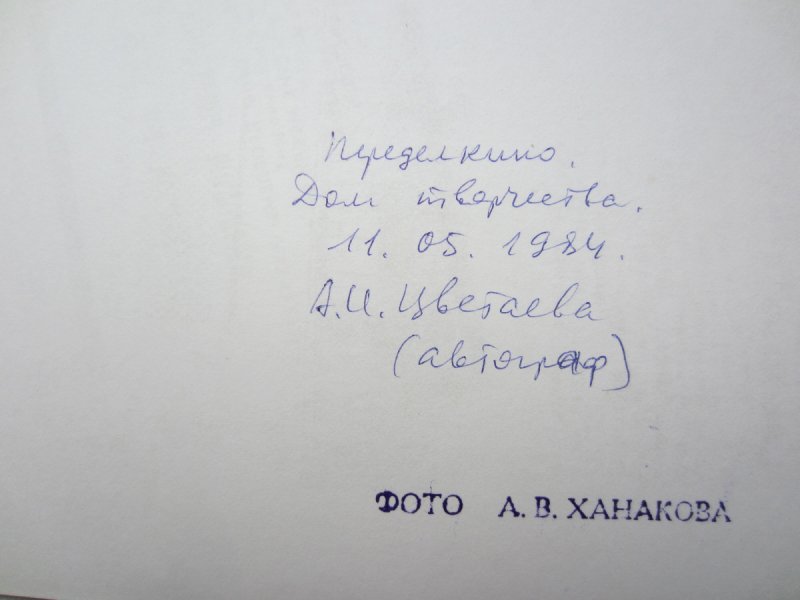 Переделкино.
Дом творчества.
11. 05. 1984.
А.И. Цветаева
(автограф)
ФОТО А. В. ХАНАКОВА